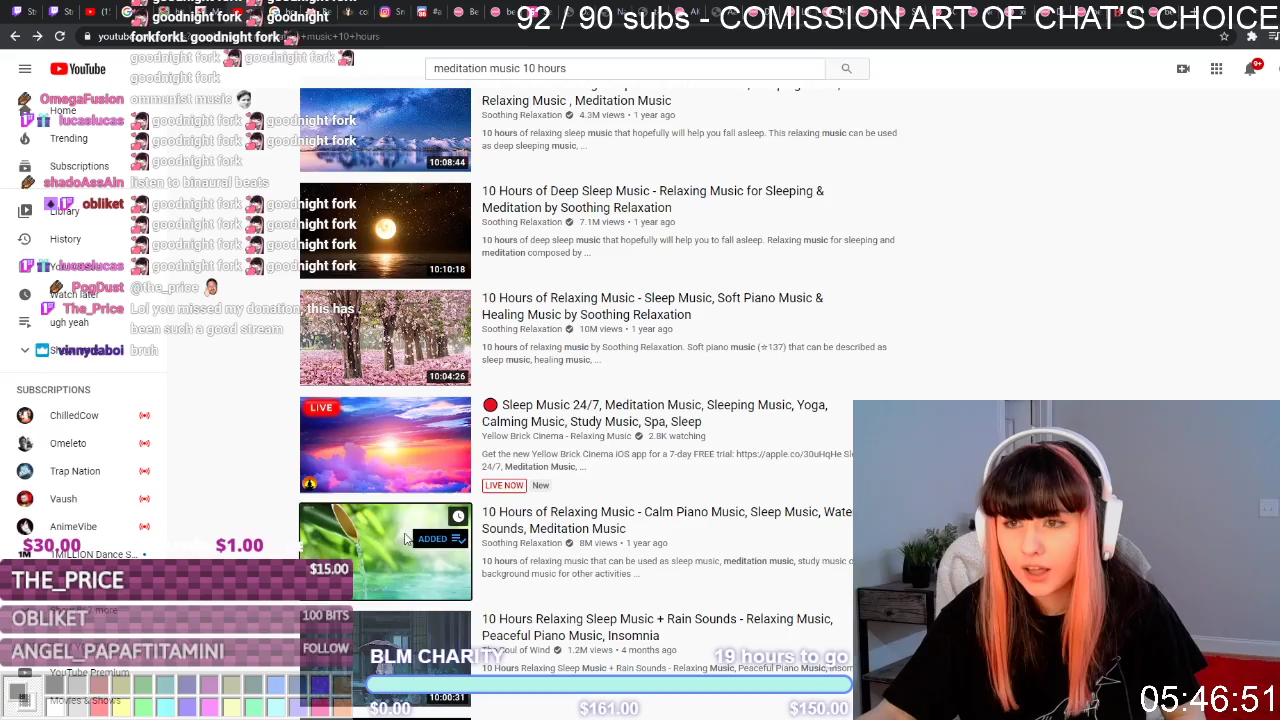 92 / 90 subs - COMISSION ART OF CHAT'S CHOICE
forkfork goodnight fork
goodnight fork goodnight fork
goodnight fork
OmegaFusion ommunist music
lucaslucas goodnight fork goodnight fork
goodnight fork goodnight fork
goodnight fork
shadoAssAin listen to binaural beats
obliket goodnight fork goodnight fork
goodnight fork goodnight fork
goodnight fork goodnight fork
lucaslucas goodnight fork goodnight fork
PogDust @the_price
The_Price Lol you missed my donation, this has
been such a good stream
vinnydaboi bruh
YouTube
meditation music 10 hours
9+
Home
Trending
Subscriptions
Library
History
Watch later
ugh yeah
SUBSCRIPTIONS
ChilledCow
Omeleto
Trap Nation
Vaush
AnimeVibe
1MILLION Dance S...
YouTube Premium
Movies & Shows
Relaxing Music , Meditation Music
Soothing Relaxation 4.3M views • 1 year ago
10 hours of relaxing sleep music that hopefully will help you fall asleep. This relaxing music can be used
as deep sleeping music, ...
10:08:44
10 Hours of Deep Sleep Music - Relaxing Music for Sleeping &
Meditation by Soothing Relaxation
Soothing Relaxation 7.1M views • 1 year ago
10 hours of deep sleep music that hopefully will help you to fall asleep. Relaxing music for sleeping and
meditation composed by ...
10:10:18
10 Hours of Relaxing Music - Sleep Music, Soft Piano Music &
Healing Music by Soothing Relaxation
Soothing Relaxation 10M views • 1 year ago
10 hours of relaxing music by Soothing Relaxation. Soft piano music (☆137) that can be described as
sleep music, healing music, ...
10:04:26
LIVE
Sleep Music 24/7, Meditation Music, Sleeping Music, Yoga,
Calming Music, Study Music, Spa, Sleep
Yellow Brick Cinema - Relaxing Music 2.8K watching
Get the new Yellow Brick Cinema iOS app for a 7-day FREE trial: https://apple.co/30uHqHe Sl
24/7, Meditation Music, ...
LIVE NOW New
ADDED
10 Hours of Relaxing Music - Calm Piano Music, Sleep Music, Wate
Sounds, Meditation Music
Soothing Relaxation 8M views • 1 year ago
10 hours of relaxing music that can be used as sleep music, meditation music, study music o
background music for other activities ...
10 Hours Relaxing Sleep Music + Rain Sounds - Relaxing Music,
Peaceful Piano Music, Insomnia
Soul of Wind 1.2M views • 4 months ago
10 Hours Relaxing Sleep Music + Rain Sounds - Relaxing Music, Peaceful Piano Music, Insom
10:00:31
$30.00 $1.00
THE_PRICE $15.00
OBLIKET 100 BITS
ANGEL_PAPAFTITAMINI FOLLOW
BLM CHARITY 19 hours to go
$0.00 $161.00 $150.00
05:46:51